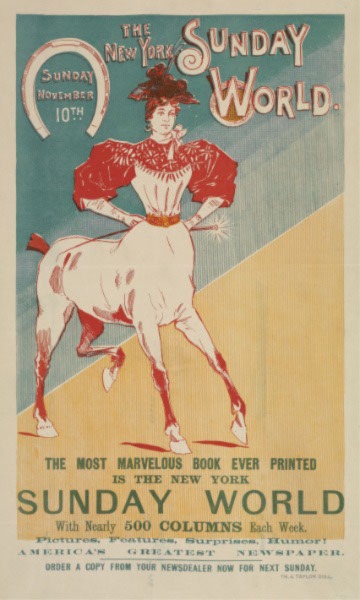 THE
NEW YORK
SUNDAY
WORLD.
SUNDAY
NOVEMBER
10TH
THE MOST MARVELOUS BOOK EVER PRINTED
IS THE NEW YORK
SUNDAY WORLD
With Nearly 500 COLUMNS Each Week.
Pictures, Features, Surprises, Humor!
AMERICA'S GREATEST NEWSPAPER.
ORDER A COPY FROM YOUR NEWSDEALER NOW FOR NEXT SUNDAY.